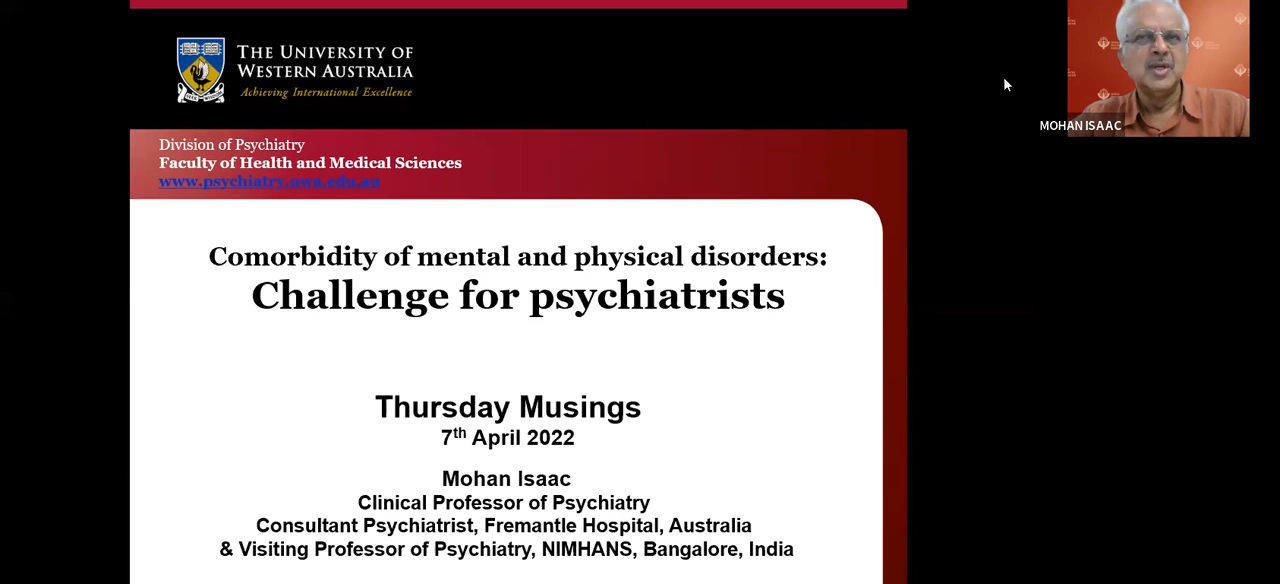 THE UNIVERSITY OF
WESTERN AUSTRALIA
Achieving International Excellence
MOHAN ISAAC
Division of Psychiatry
Faculty of Health and Medical Sciences
www.psychiatry.uwa.edu.au
Comorbidity of mental and physical disorders:
Challenge for psychiatrists
Thursday Musings
7th April 2022
Mohan Isaac
Clinical Professor of Psychiatry
Consultant Psychiatrist, Fremantle Hospital, Australia
& Visiting Professor of Psychiatry, NIMHANS, Bangalore, India